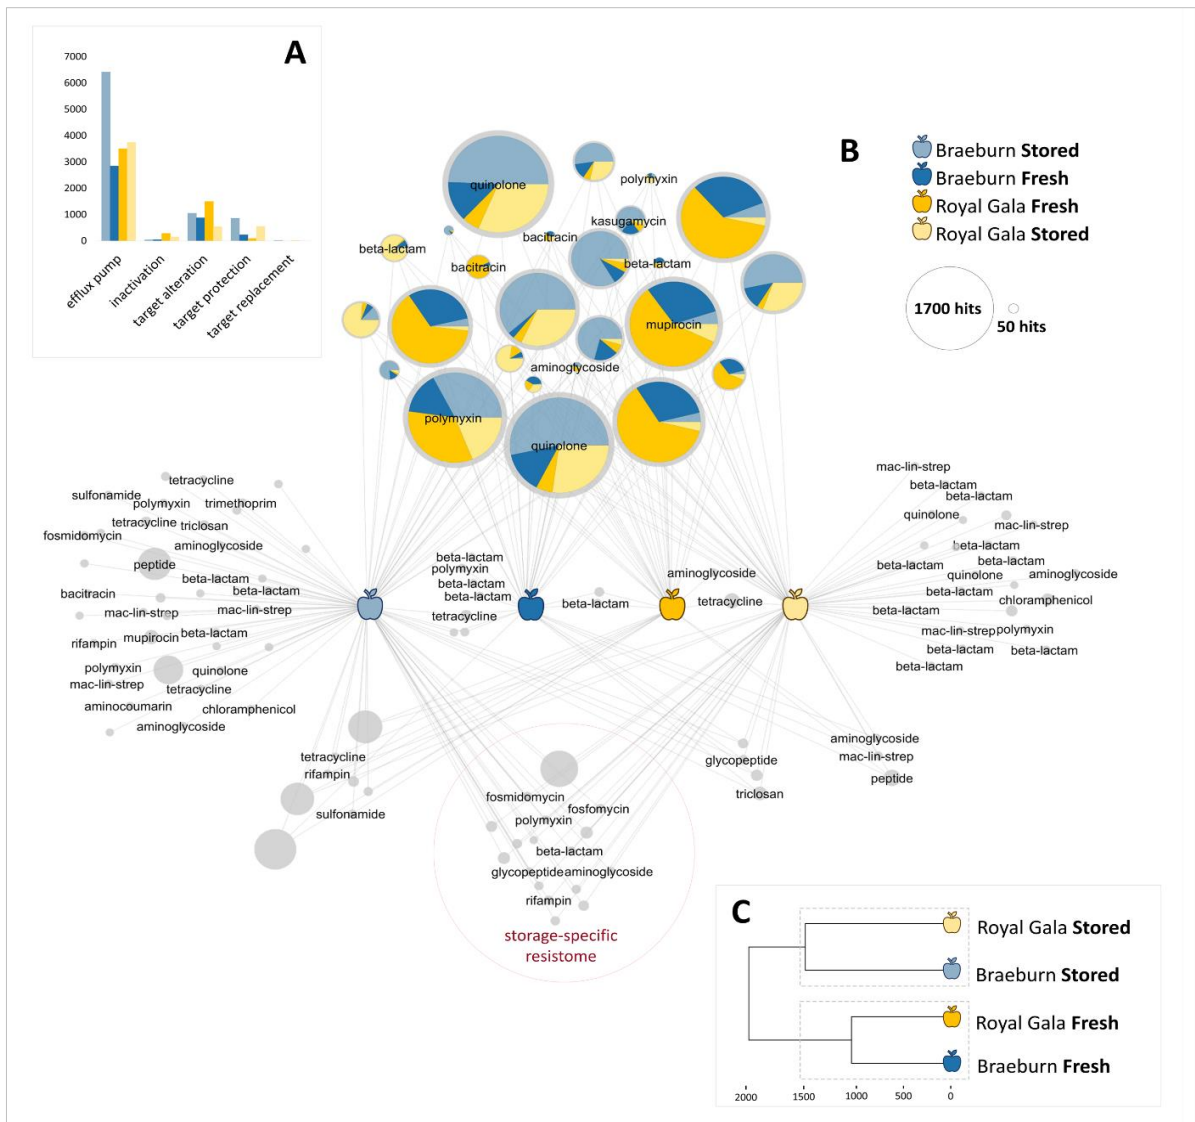 A
7000
6000
5000
4000
3000
2000
1000
0
efflux pump
inactivation
target alteration
target protection
target replacement
B
Braeburn Stored
Braeburn Fresh
Royal Gala Fresh
Royal Gala Stored
1700 hits
50 hits
quinolone
polymyxin
kasugamycin
bacitracin
beta-lactam
beta-lactam
bacitracin
mupirocin
aminoglycoside
polymyxin
quinolone
tetracycline
sulfonamide
polymyxin
trimethoprim
tetracycline
triclosan
fosmidomycin
aminoglycoside
peptide
beta-lactam
beta-lactam
bacitracin
mac-lin-strep
mac-lin-strep
mupirocin
beta-lactam
rifampin
polymyxin
quinolone
mac-lin-strep
tetracycline
aminocoumarin
chloramphenicol
aminoglycoside
beta-lactam
polymyxin
beta-lactam
beta-lactam
tetracycline
beta-lactam
aminoglycoside
tetracycline
mac-lin-strep
beta-lactam
beta-lactam
quinolone
mac-lin-strep
beta-lactam
beta-lactam
beta-lactam
quinolone
aminoglycoside
beta-lactam
chloramphenicol
beta-lactam
mac-lin-strep
polymyxin
beta-lactam
beta-lactam
beta-lactam
tetracycline
rifampin
sulfonamide
fosmidomycin
fosfomycin
polymyxin
beta-lactam
glycopeptide
aminoglycoside
rifampin
storage-specific
resistome
glycopeptide
triclosan
aminoglycoside
mac-lin-strep
peptide
C
Royal Gala Stored
Braeburn Stored
Royal Gala Fresh
Braeburn Fresh
2000 1500 1000 500 0